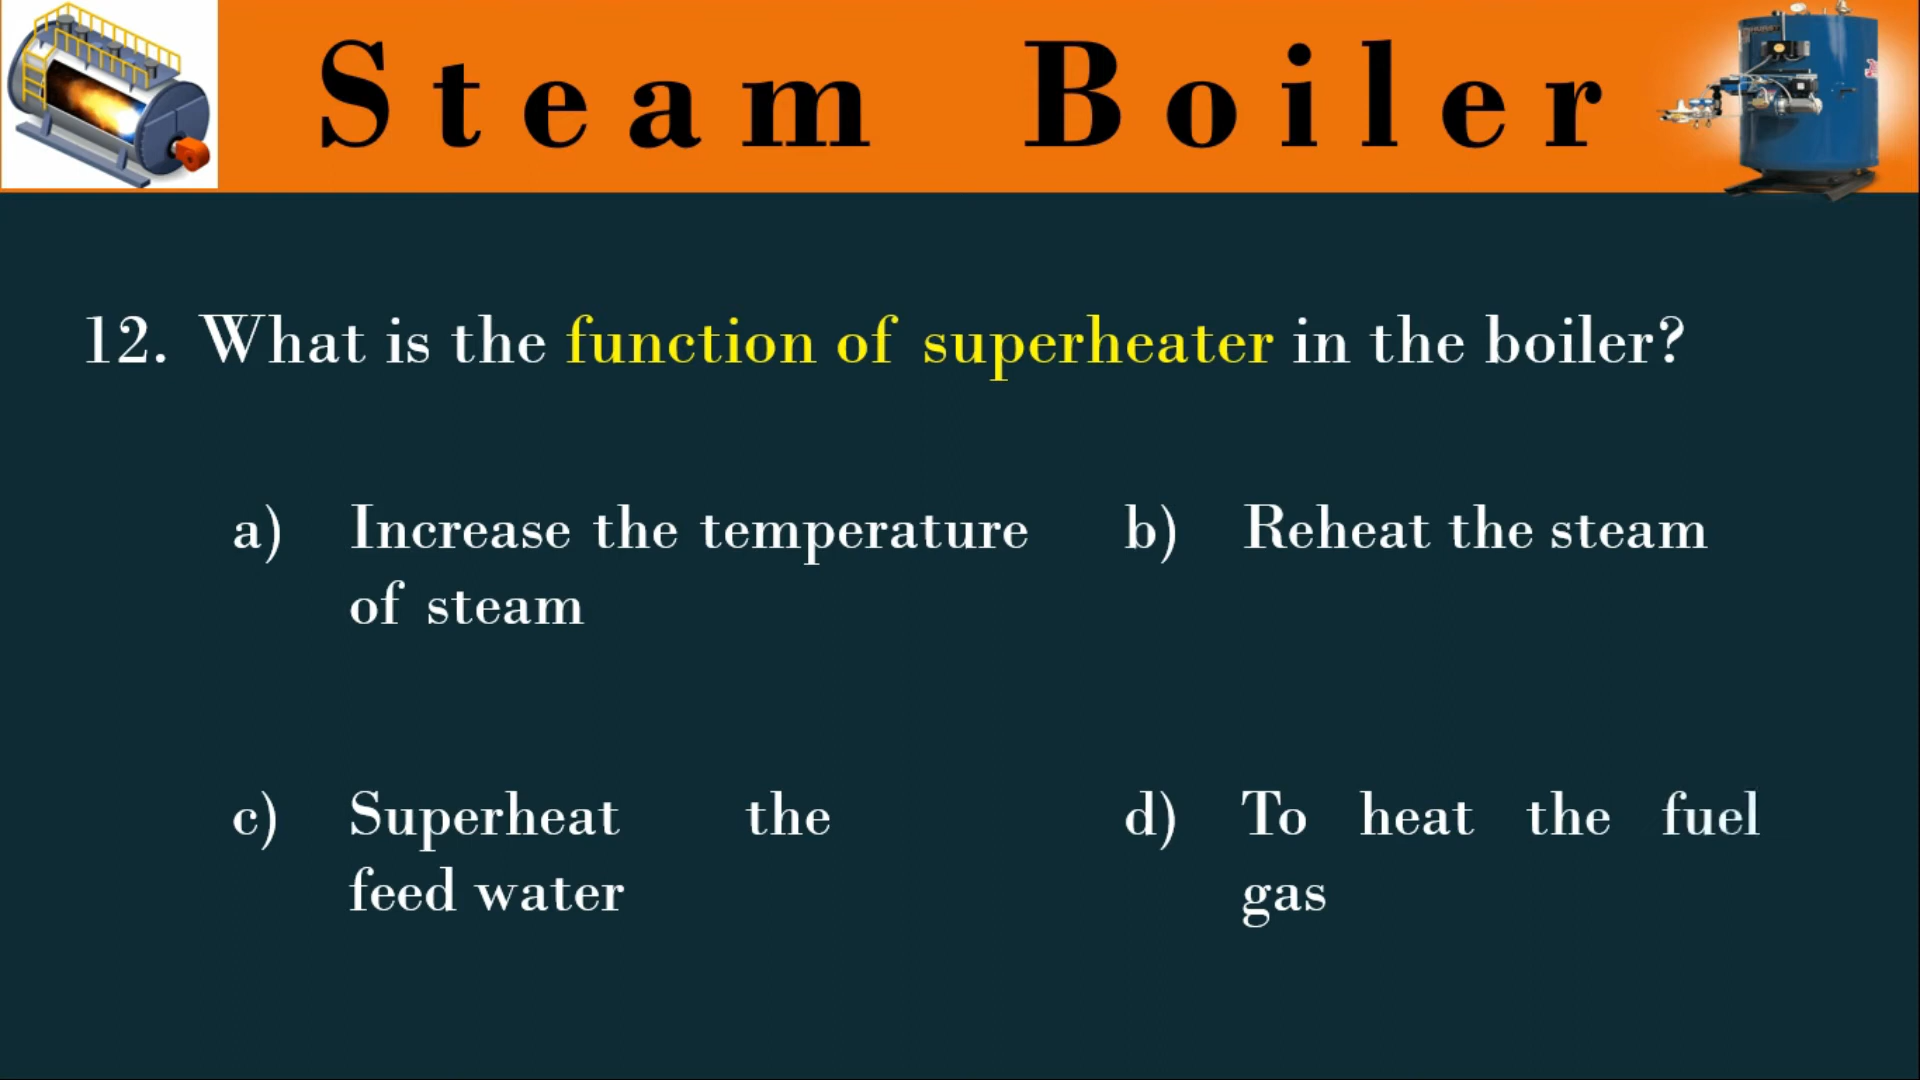 Steam Boiler
12. What is the function of superheater in the boiler?
a) Increase the temperature
of steam
b) Reheat the steam
c) Superheat the
feed water
d) To heat the fuel
gas